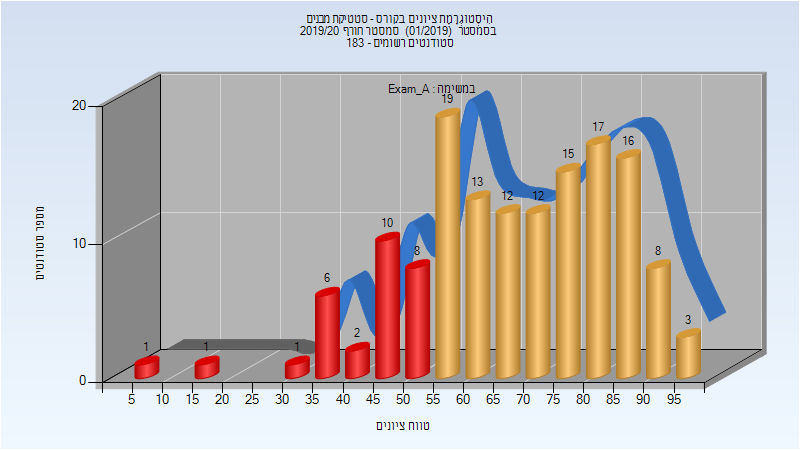 היסטוגרמת ציונים בקורס - סטטיקת מבנים
בסמסטר (01/2019) סמסטר חורף 2019/20
סטודנטים רשומים - 183
במשימה : Exam_A
20
10
0
מספר סטודנטים
1 1 1 6 2 10 8 19 13 12 12 15 17 16 8 3
5 10 15 20 25 30 35 40 45 50 55 60 65 70 75 80 85 90 95
טווח ציונים